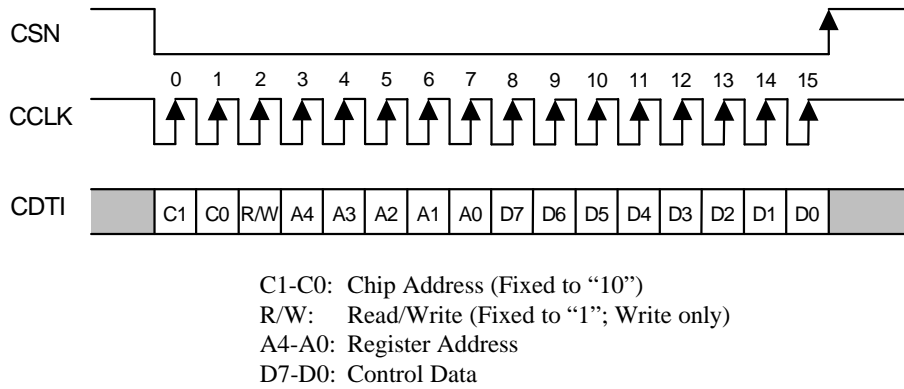 CSN
0 1 2 3 4 5 6 7 8 9 10 11 12 13 14 15
CCLK
CDTI
C1 C0 R/W A4 A3 A2 A1 A0 D7 D6 D5 D4 D3 D2 D1 D0
C1-C0: Chip Address (Fixed to “10”)
R/W: Read/Write (Fixed to “1”; Write only)
A4-A0: Register Address
D7-D0: Control Data